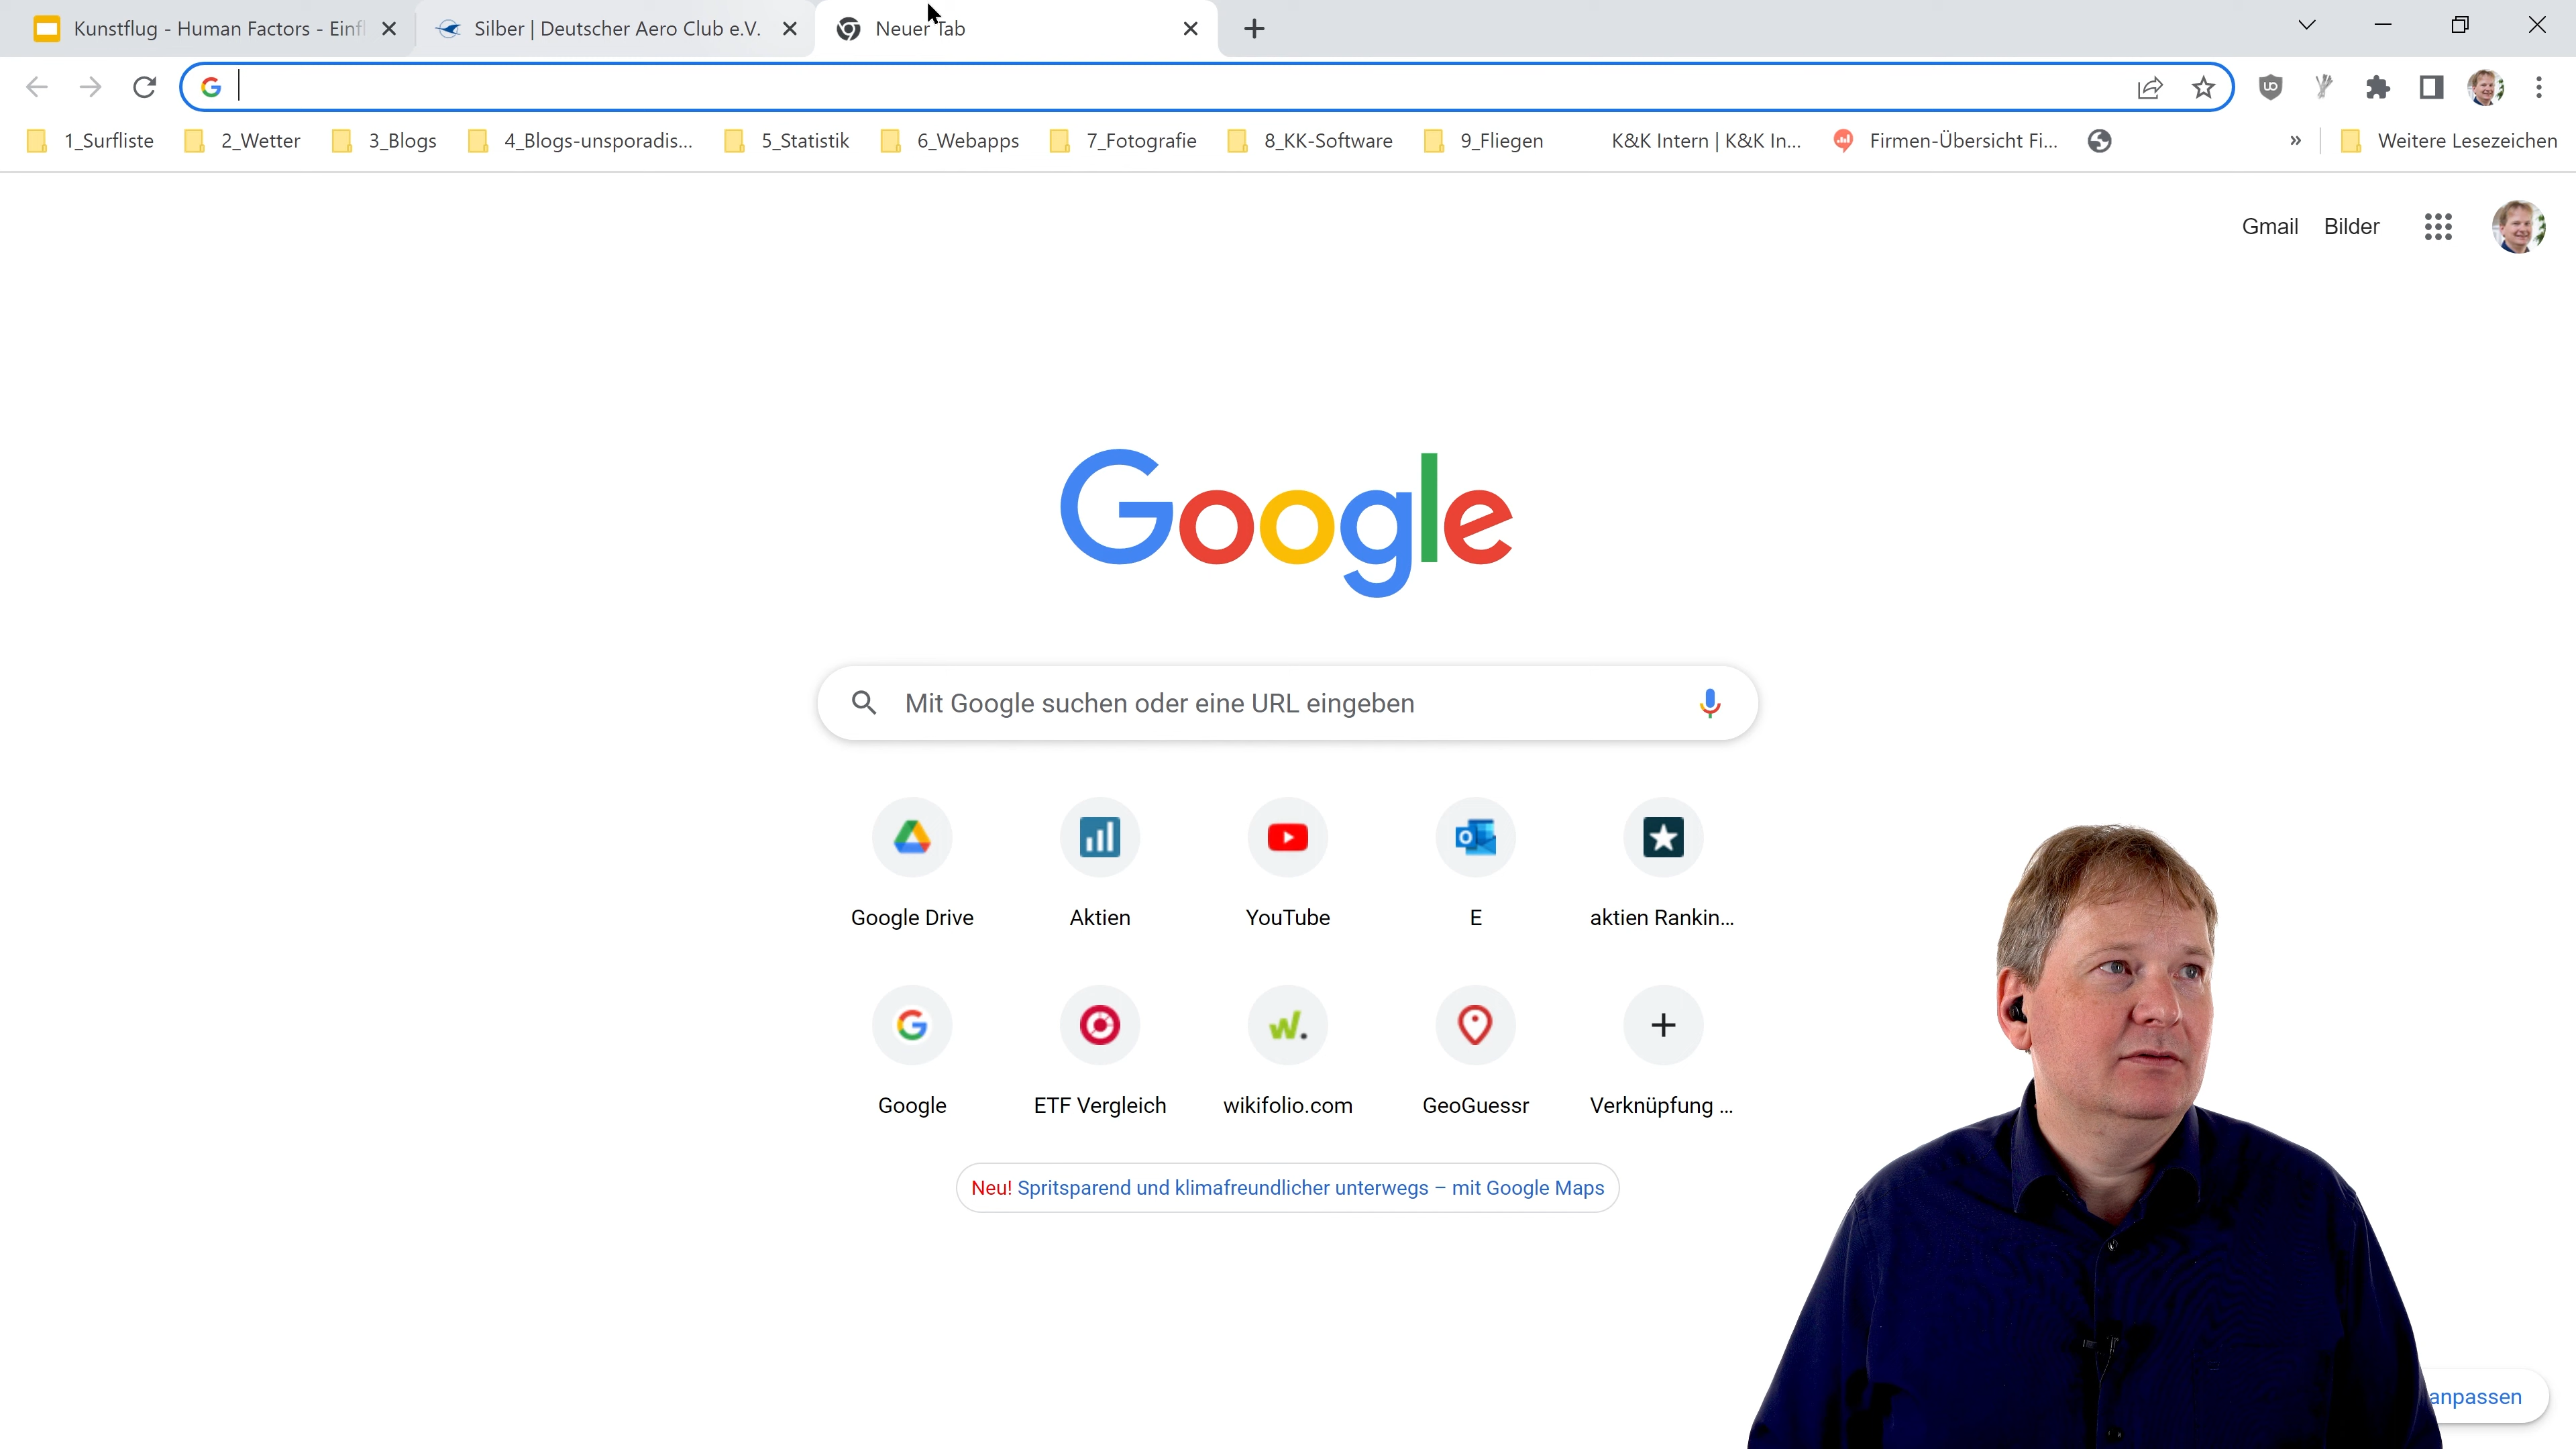 Kunstflug - Human Factors - Einfl
Silber | Deutscher Aero Club e.V.
Neuer Tab
1_Surfliste
2_Wetter
3_Blogs
4_Blogs-unsporadis...
5_Statistik
6_Webapps
7_Fotografie
8_KK-Software
9_Fliegen
K&K Intern | K&K In...
Firmen-Übersicht Fi...
»
Weitere Lesezeichen
Gmail Bilder
Google
Mit Google suchen oder eine URL eingeben
Google Drive
Aktien
YouTube
E
aktien Rankin...
Google
ETF Vergleich
wikifolio.com
GeoGuessr
Verknüpfung ...
Neu! Spritsparend und klimafreundlicher unterwegs – mit Google Maps
anpassen